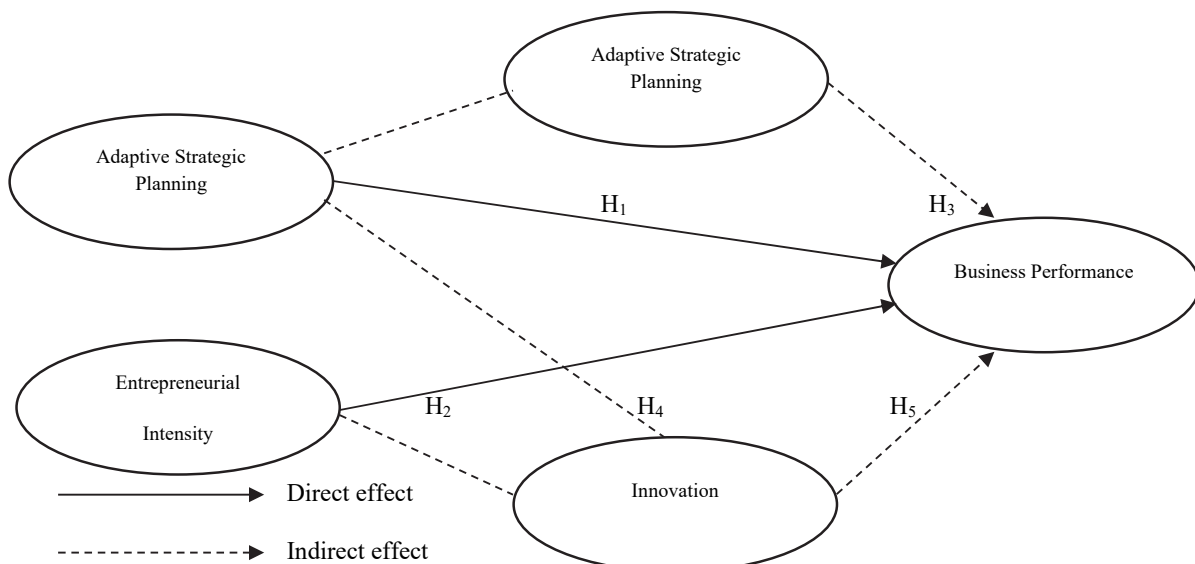 Adaptive Strategic
Planning
Adaptive Strategic
Planning
H₁
H₃
Business Performance
Entrepreneurial
Intensity
H₂
H₄
H₅
Innovation
Direct effect
Indirect effect